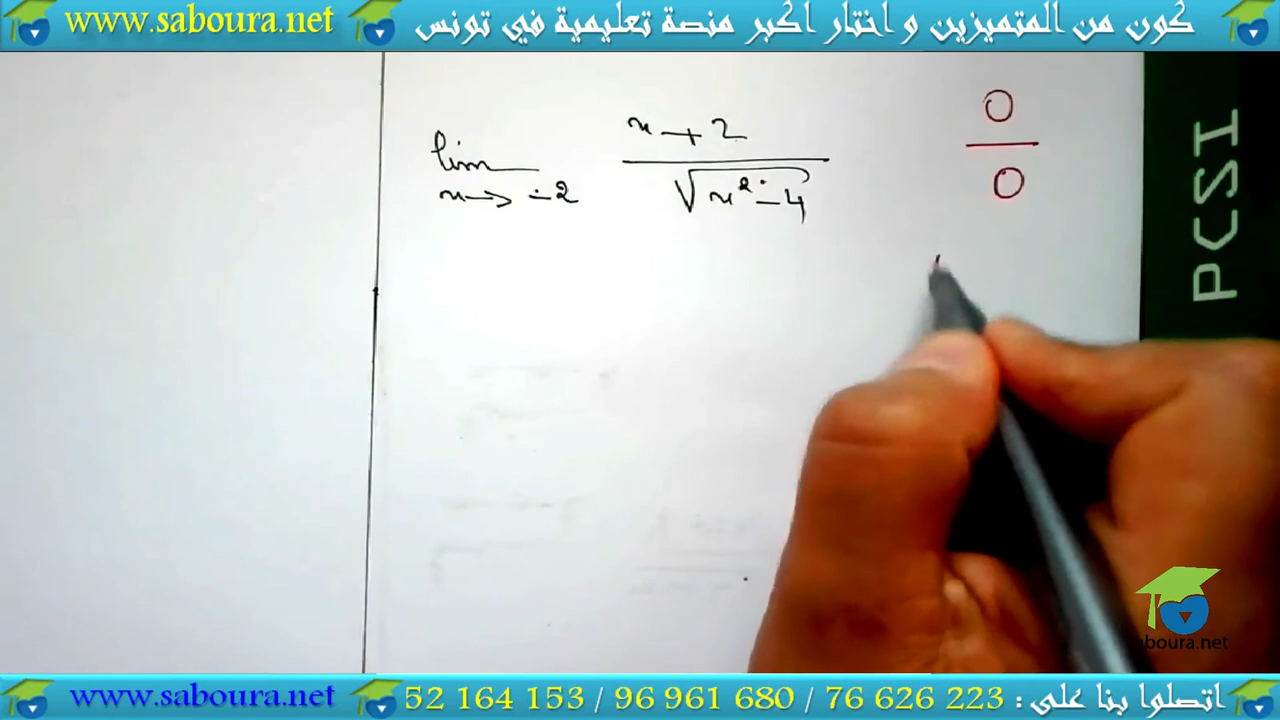 www.saboura.net كون من المتميزين و اختار اكبر منصة تعليمية في تونس
lim x→-2 (x+2)/√(x²-4)
0/0
PCSI
saboura.net
www.saboura.net 52 164 153 / 96 961 680 / 76 626 223 : اتصلوا بنا على